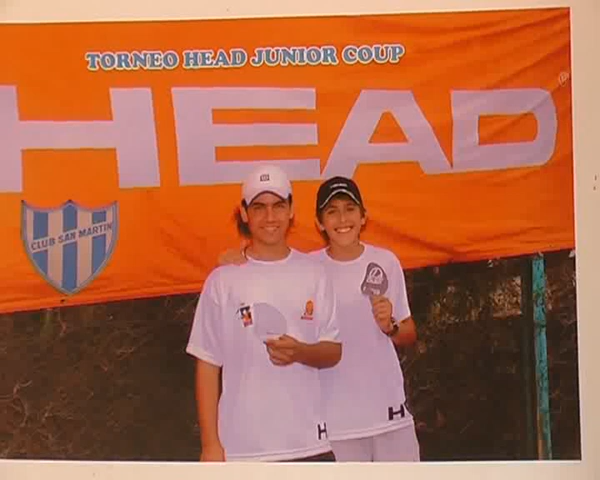 TORNEO HEAD JUNIOR COUP
HEAD
CLUB SAN MARTIN
H
H